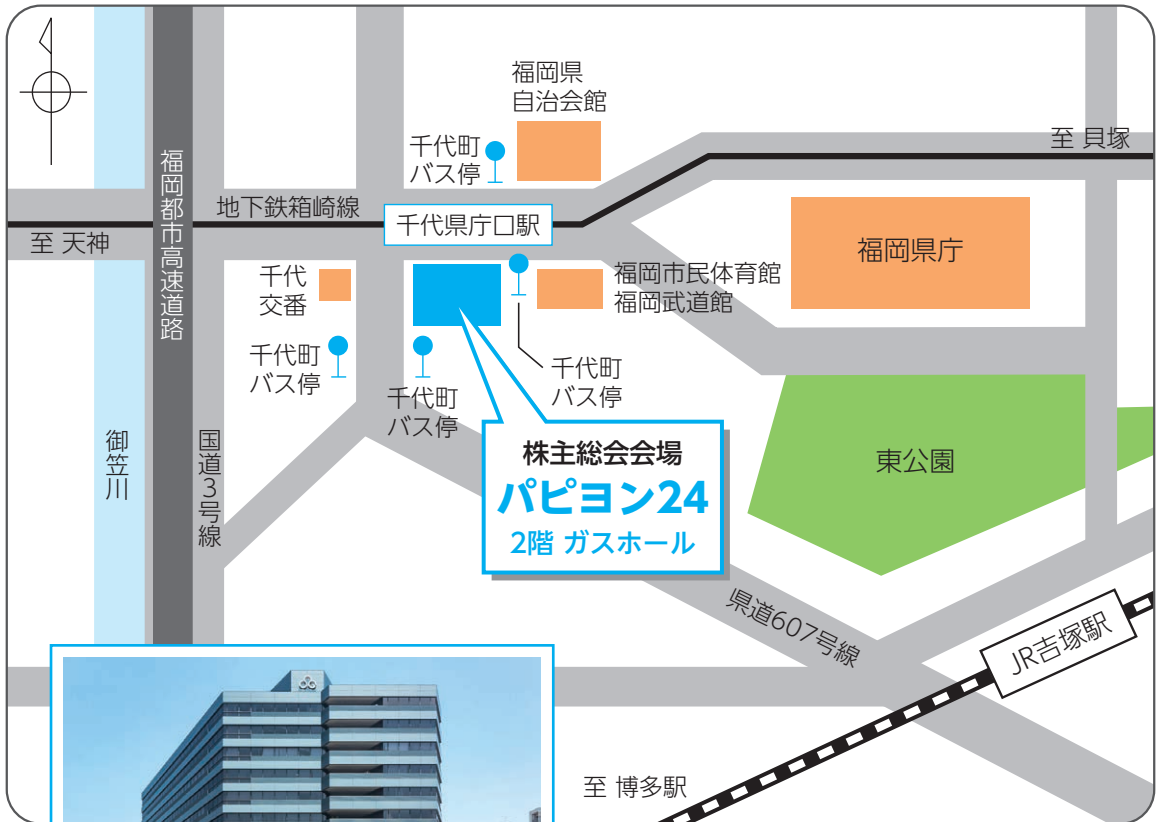 福岡県
自治会館
千代町
バス停
至 貝塚
福岡都市高速道路
地下鉄箱崎線
千代県庁口駅
至 天神
福岡県庁
千代
交番
福岡市民体育館
福岡武道館
千代町
バス停
千代町
バス停
千代町
バス停
御笠川
国道3号線
株主総会会場
パピヨン24
2階 ガスホール
東公園
県道607号線
JR吉塚駅
至 博多駅